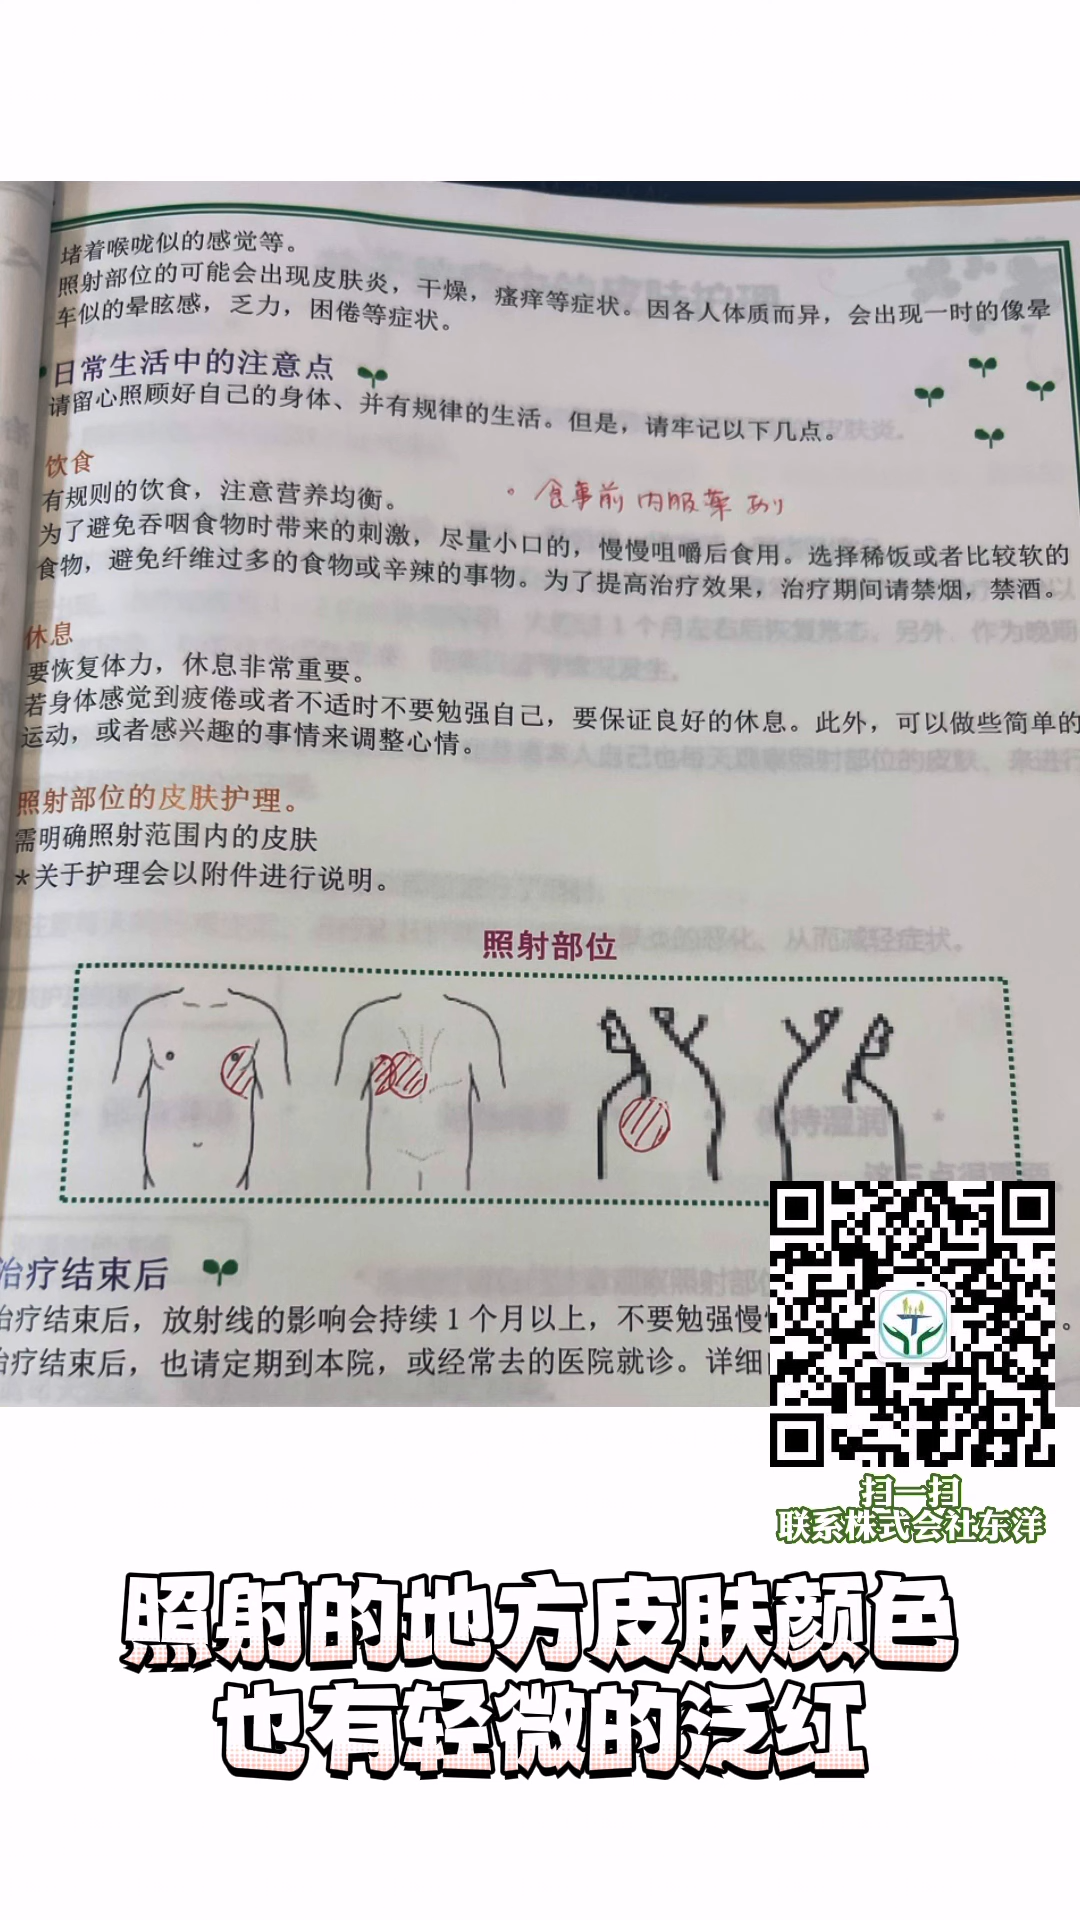 堵着喉咙似的感觉等。
照射部位的可能会出现皮肤炎，干燥，瘙痒等症状。因各人体质而异，会出现一时的像晕
车似的晕眩感，乏力，困倦等症状。
日常生活中的注意点
请留心照顾好自己的身体、并有规律的生活。但是，请牢记以下几点。
饮食
有规则的饮食，注意营养均衡。
・食事前 内服薬 あり
为了避免吞咽食物时带来的刺激，尽量小口的，慢慢咀嚼后食用。选择稀饭或者比较软的
食物，避免纤维过多的食物或辛辣的事物。为了提高治疗效果，治疗期间请禁烟，禁酒。
休息
要恢复体力，休息非常重要。
若身体感觉到疲倦或者不适时不要勉强自己，要保证良好的休息。此外，可以做些简单的
运动，或者感兴趣的事情来调整心情。
照射部位的皮肤护理。
需明确照射范围内的皮肤
*关于护理会以附件进行说明。
照射部位
治疗结束后
治疗结束后，放射线的影响会持续 1 个月以上，不要勉强慢
治疗结束后，也请定期到本院，或经常去的医院就诊。详细
扫一扫
联系株式会社东洋
照射的地方皮肤颜色
也有轻微的泛红